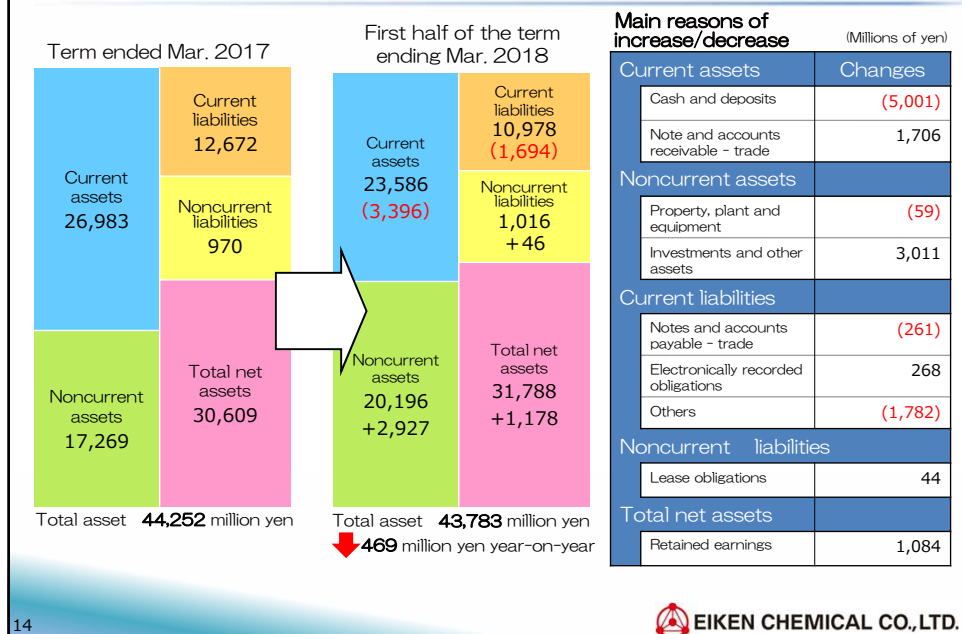 Term ended Mar. 2017
Current
assets
26,983
Noncurrent
assets
17,269
Current
liabilities
12,672
Noncurrent
liabilities
970
Total net
assets
30,609
Total asset 44,252 million yen
First half of the term
ending Mar. 2018
Current
assets
23,586
(3,396)
Noncurrent
assets
20,196
+2,927
Current
liabilities
10,978
(1,694)
Noncurrent
liabilities
1,016
+46
Total net
assets
31,788
+1,178
Total asset 43,783 million yen
469 million yen year-on-year
Main reasons of
increase/decrease (Millions of yen)
Current assets Changes
Cash and deposits (5,001)
Note and accounts
receivable - trade 1,706
Noncurrent assets
Property, plant and
equipment (59)
Investments and other
assets 3,011
Current liabilities
Notes and accounts
payable - trade (261)
Electronically recorded
obligations 268
Others (1,782)
Noncurrent liabilities
Lease obligations 44
Total net assets
Retained earnings 1,084
14
EIKEN CHEMICAL CO., LTD.